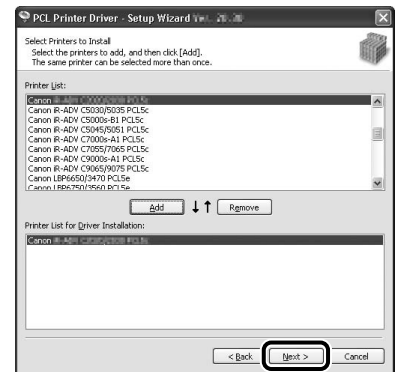 PCL Printer Driver - Setup Wizard
Select Printers to Install
Select the printers to add, and then click [Add].
The same printer can be selected more than once.
Printer List:
Canon
Canon iR-ADV C5030/5035 PCL5c
Canon iR-ADV C5000s-B1 PCL5c
Canon iR-ADV C5045/5051 PCL5c
Canon iR-ADV C7000s-A1 PCL5c
Canon iR-ADV C7055/7065 PCL5c
Canon iR-ADV C9000s-A1 PCL5c
Canon iR-ADV C9065/9075 PCL5c
Canon LBP6650/3470 PCL5e
Canon LBP6750/3560 PCL5e
Add
Remove
Printer List for Driver Installation:
Canon
< Back
Next >
Cancel